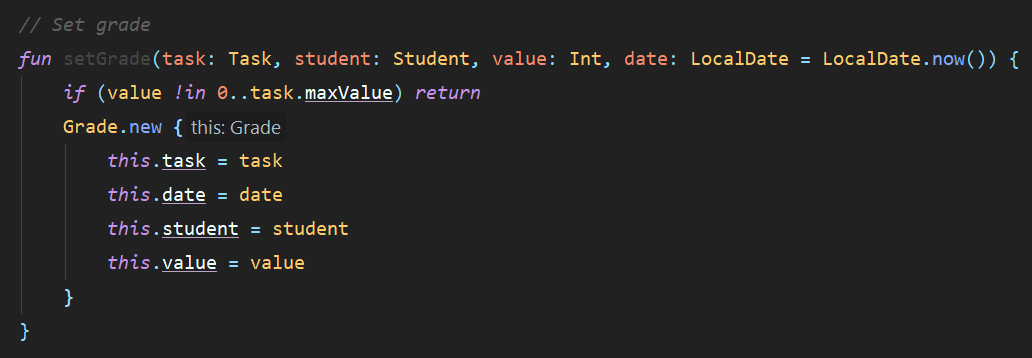 // Set grade
fun setGrade(task: Task, student: Student, value: Int, date: LocalDate = LocalDate.now()) {
if (value !in 0..task.maxValue) return
Grade.new { this: Grade
this.task = task
this.date = date
this.student = student
this.value = value
}
}